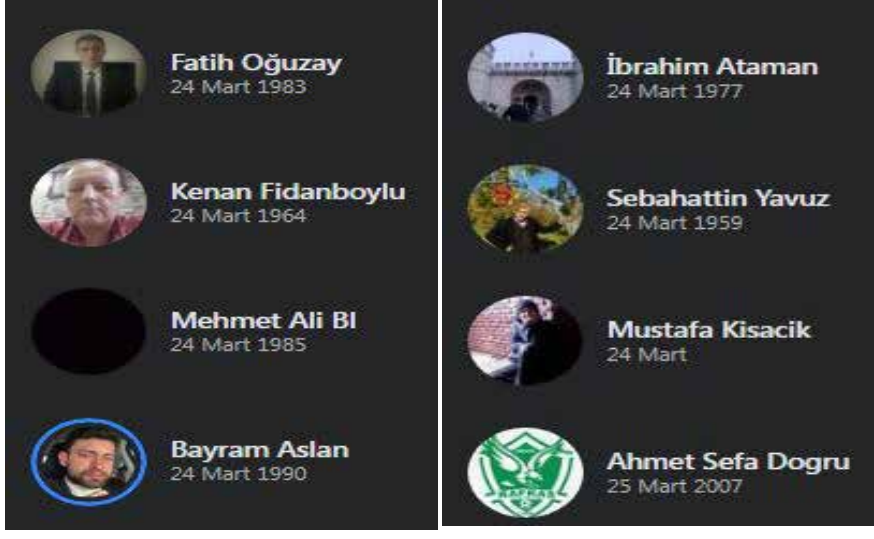 Fatih Oğuzay
24 Mart 1983
Kenan Fidanboylu
24 Mart 1964
Mehmet Ali Bl
24 Mart 1985
Bayram Aslan
24 Mart 1990
İbrahim Ataman
24 Mart 1977
Sebahattin Yavuz
24 Mart 1959
Mustafa Kisacik
24 Mart
Ahmet Sefa Dogru
25 Mart 2007